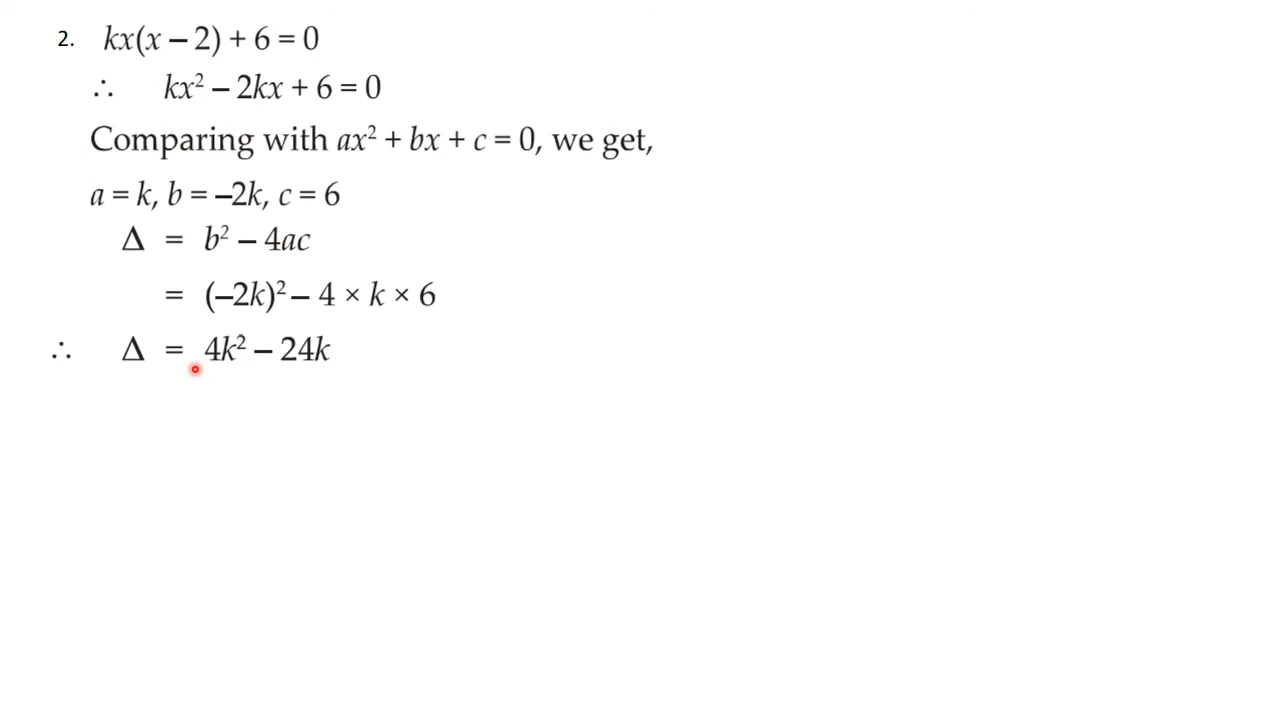 2. kx(x – 2) + 6 = 0
∴ kx² – 2kx + 6 = 0
Comparing with ax² + bx + c = 0, we get,
a = k, b = –2k, c = 6
Δ = b² – 4ac
= (–2k)² – 4 × k × 6
∴ Δ = 4k² – 24k